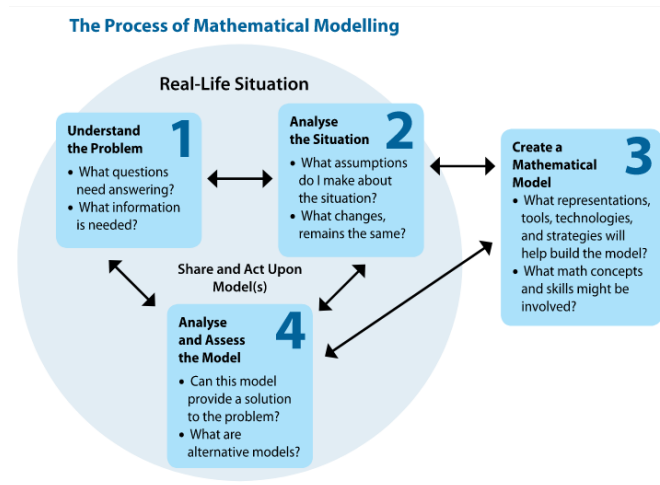 The Process of Mathematical Modelling
Real-Life Situation
Understand
the Problem
1
• What questions
need answering?
• What information
is needed?
Analyse
the Situation
2
• What assumptions
do I make about
the situation?
• What changes,
remains the same?
Create a
Mathematical
Model
3
• What representations,
tools, technologies,
and strategies will
help build the model?
• What math concepts
and skills might be
involved?
Share and Act Upon
Model(s)
Analyse
and Assess
the Model
4
• Can this model
provide a solution
to the problem?
• What are
alternative models?